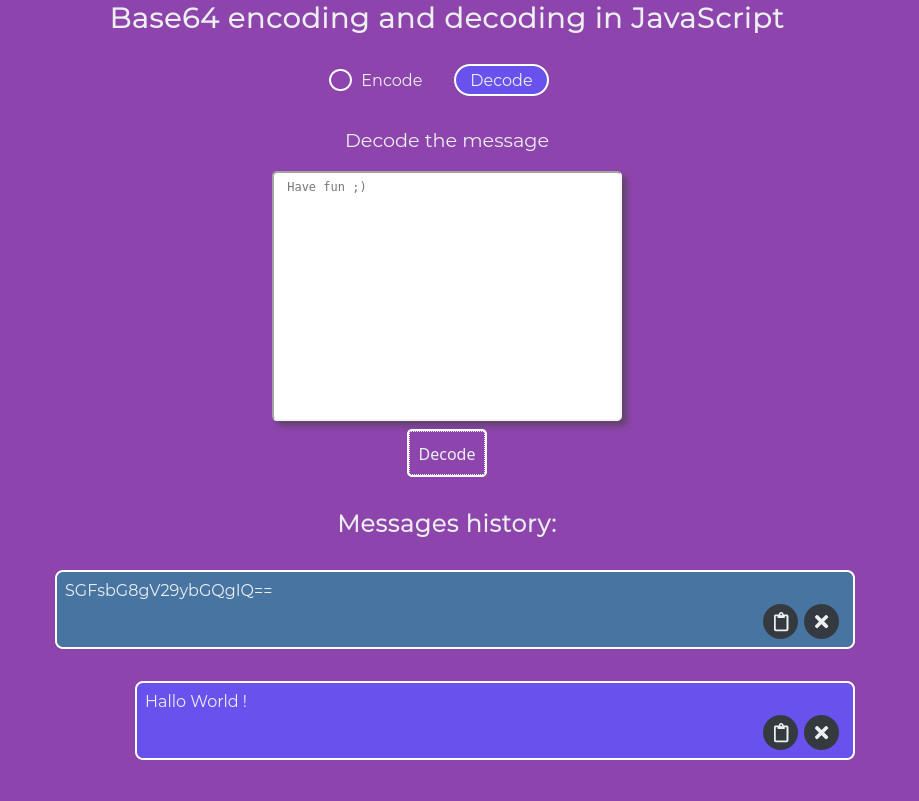 Base64 encoding and decoding in JavaScript
Encode Decode
Decode the message
Have fun ;)
Decode
Messages history:
SGFsbG8gV29ybGQgIQ==
Hallo World !